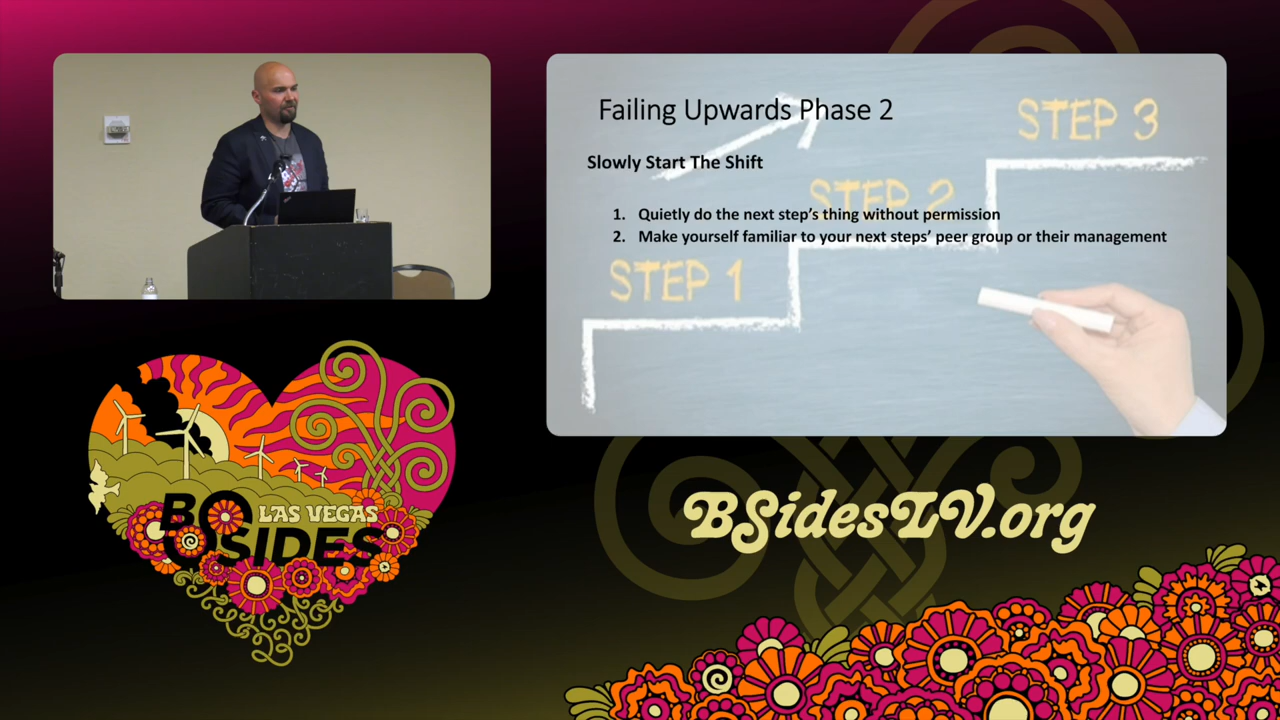 Failing Upwards Phase 2
Slowly Start The Shift
1. Quietly do the next step's thing without permission
2. Make yourself familiar to your next steps' peer group or their management
STEP 1
STEP 2
STEP 3
BSidesLV.org
BSIDES
LAS VEGAS